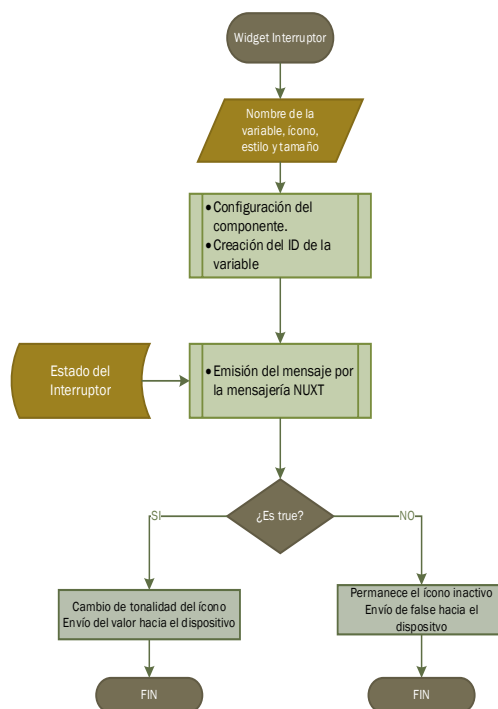 Widget Interruptor
Nombre de la
variable, ícono,
estilo y tamaño
•Configuración del
componente.
•Creación del ID de la
variable
Estado del
Interruptor
•Emisión del mensaje por
la mensajería NUXT
¿Es true?
SI
NO
Cambio de tonalidad del ícono
Envío del valor hacia el dispositivo
Permanece el ícono inactivo
Envío de false hacia el
dispositvo
FIN
FIN